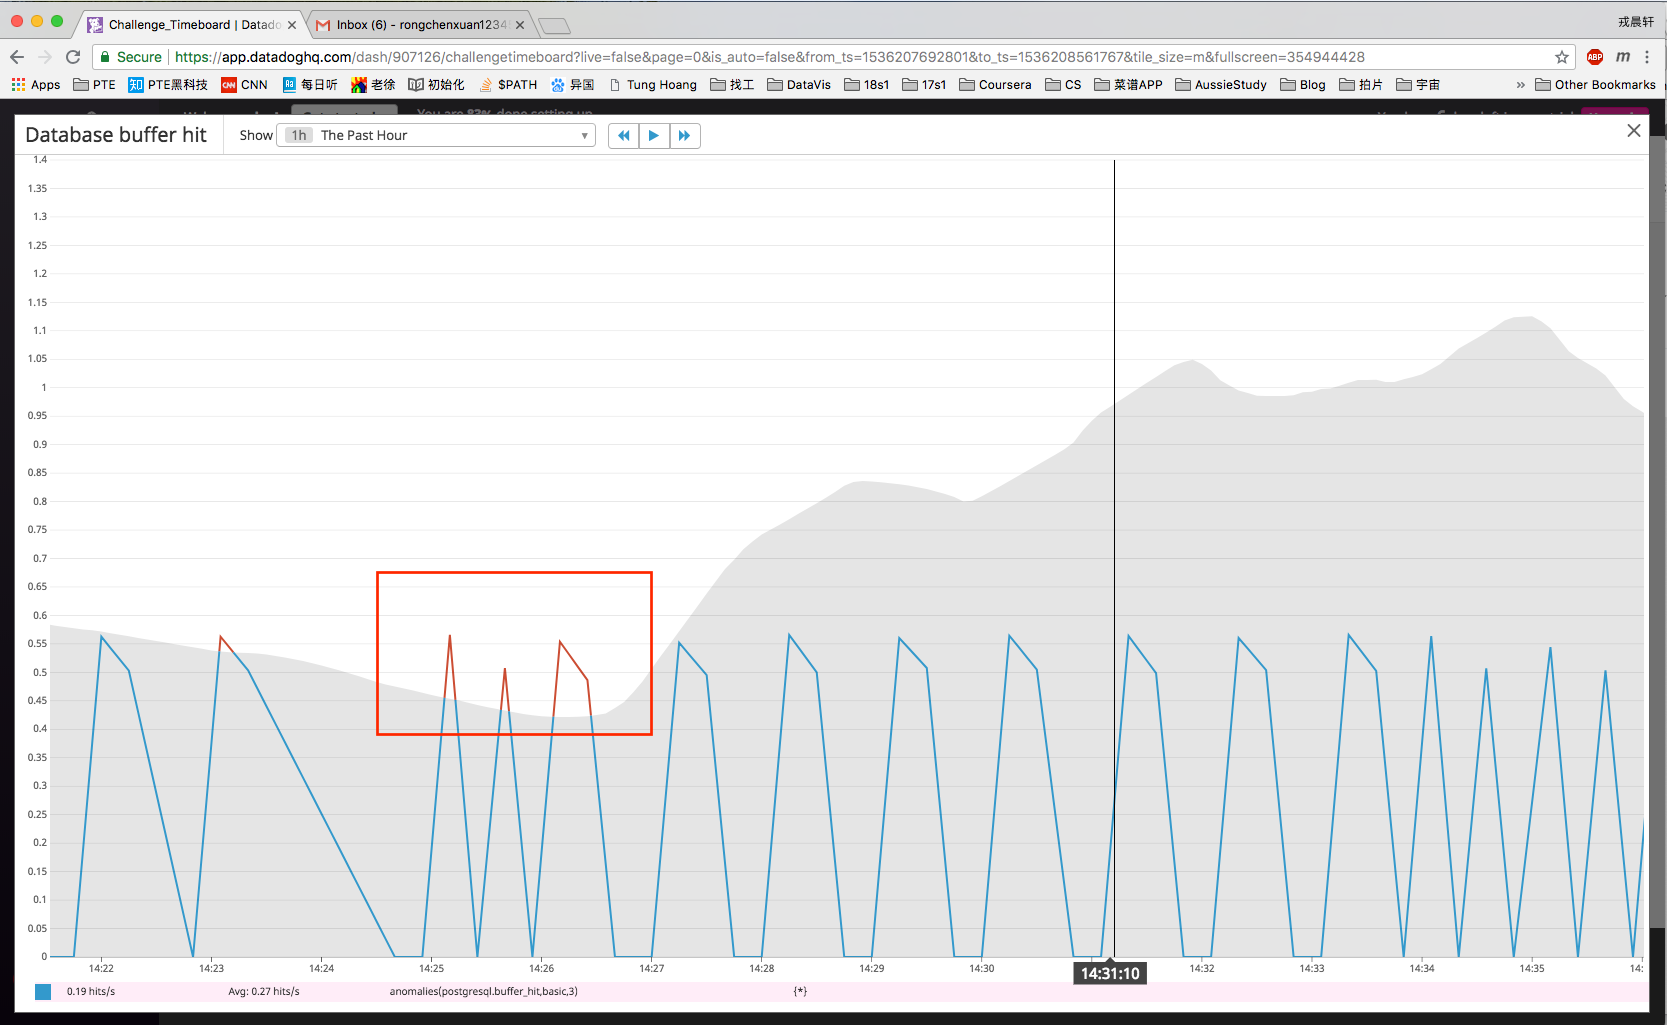 Challenge_Timeboard | Datado
Inbox (6) - rongchenxuan1234
戎晨轩
Secure
https://app.datadoghq.com/dash/907126/challengetimeboard?live=false&page=0&is_auto=false&from_ts=1536207692801&to_ts=1536208561767&tile_size=m&fullscreen=354944428
ABP
m
Apps PTE 知 PTE黑科技 CNN CNN 每日听 老徐 初始化 $PATH 异国 Tung Hoang 找工 DataVis 18s1 17s1 Coursera CS 菜谱APP AussieStudy Blog 拍片 宇宙 » Other Bookmarks
You are 83% done setting up
Database buffer hit
Show 1h The Past Hour
1.4
1.35
1.3
1.25
1.2
1.15
1.1
1.05
1
0.95
0.9
0.85
0.8
0.75
0.7
0.65
0.6
0.55
0.5
0.45
0.4
0.35
0.3
0.25
0.2
0.15
0.1
0.05
0
14:22 14:23 14:24 14:25 14:26 14:27 14:28 14:29 14:30 14:31:10 14:32 14:33 14:34 14:35 14:
0.19 hits/s Avg: 0.27 hits/s anomalies(postgresql.buffer_hit,basic,3) {*}